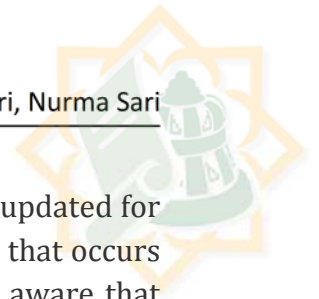 ri, Nurma Sari
updated for
that occurs
aware that